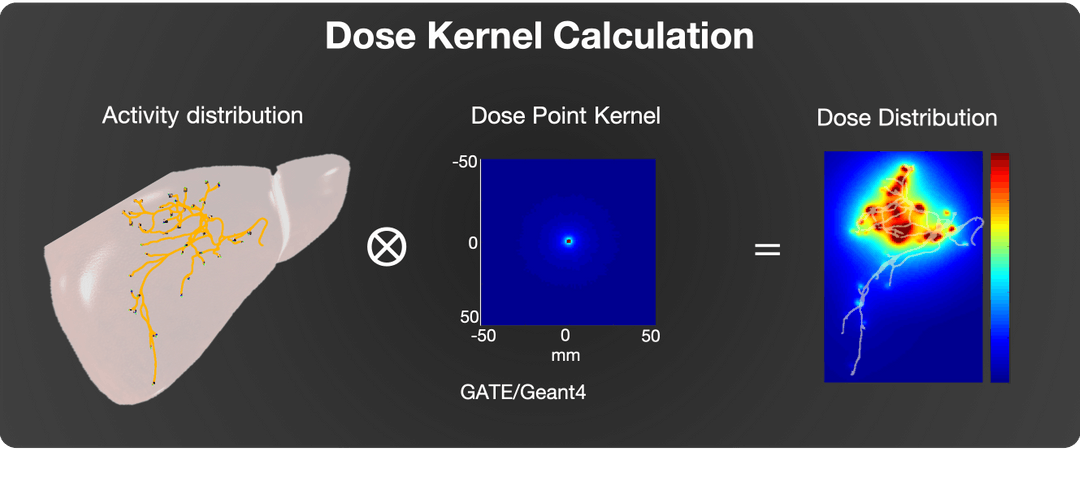 Dose Kernel Calculation
Activity distribution
Dose Point Kernel
Dose Distribution
-50
0
50
-50 0 50
mm
GATE/Geant4
=